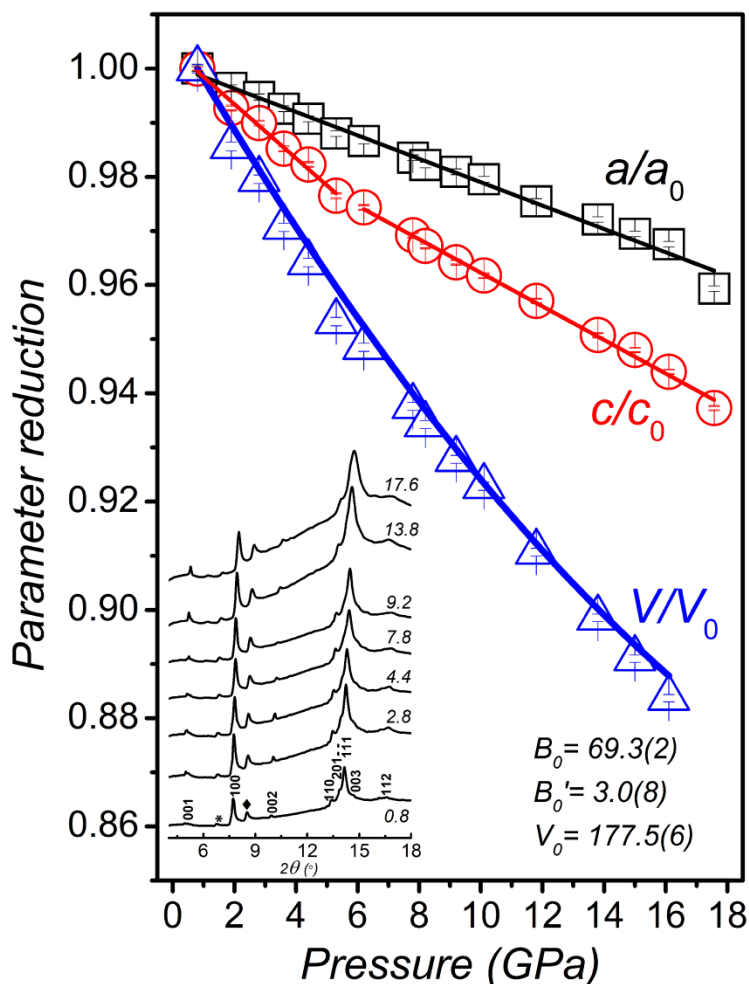 Parameter reduction
1.00
0.98
0.96
0.94
0.92
0.90
0.88
0.86
a/a0
c/c0
V/V0
17.6
13.8
9.2
7.8
4.4
2.8
0.8
001
*
100
♦
002
110
201--
111
003
112
6 9 12 15 18
2θ (°)
B0= 69.3(2)
B0'= 3.0(8)
V0= 177.5(6)
0 2 4 6 8 10 12 14 16 18
Pressure (GPa)